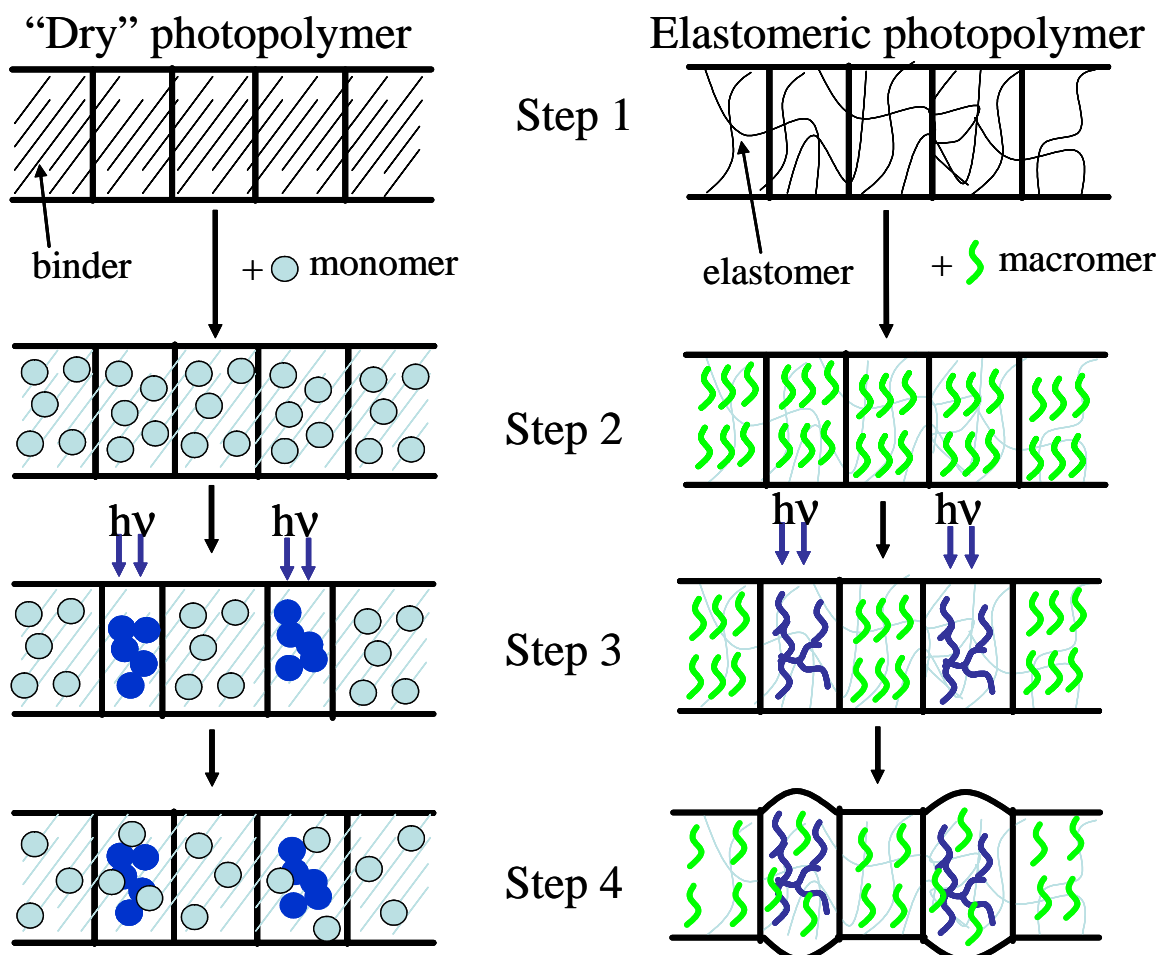 “Dry” photopolymer
Elastomeric photopolymer
Step 1
binder
+ monomer
elastomer
+ macromer
Step 2
hν
hν
hν
hν
Step 3
Step 4